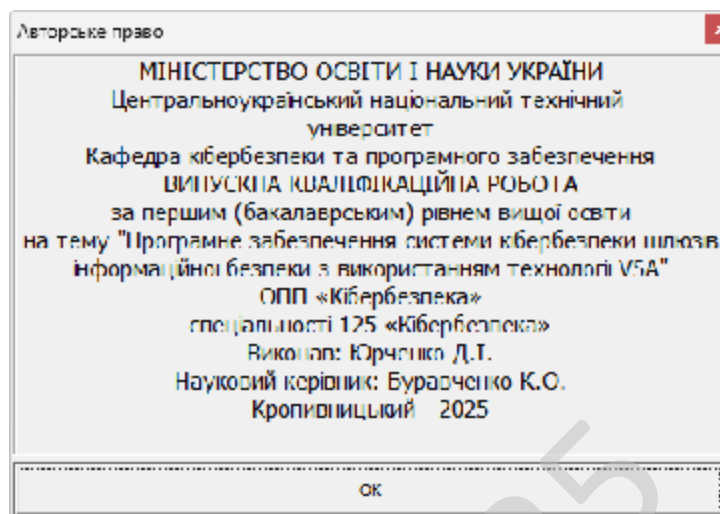 Авторське право
МІНІСТЕРСТВО ОСВІТИ І НАУКИ УКРАЇНИ
Центральноукраїнський національний технічний
університет
Кафедра кібербезпеки та програмного забезпечення
ВИПУСКНА КВАЛІФІКАЦІЙНА РОБОТА
за першим (бакалаврським) рівнем вищої освіти
на тему "Програмне забезпечення системи кібербезпеки шлюзів
інформаційної безпеки з використанням технології VSA"
ОПП «Кібербезпека»
спеціальності 125 «Кібербезпека»
Виконав: Юрченко Д.І.
Науковий керівник: Буравченко К.О.
Кропивницький 2025
ОК